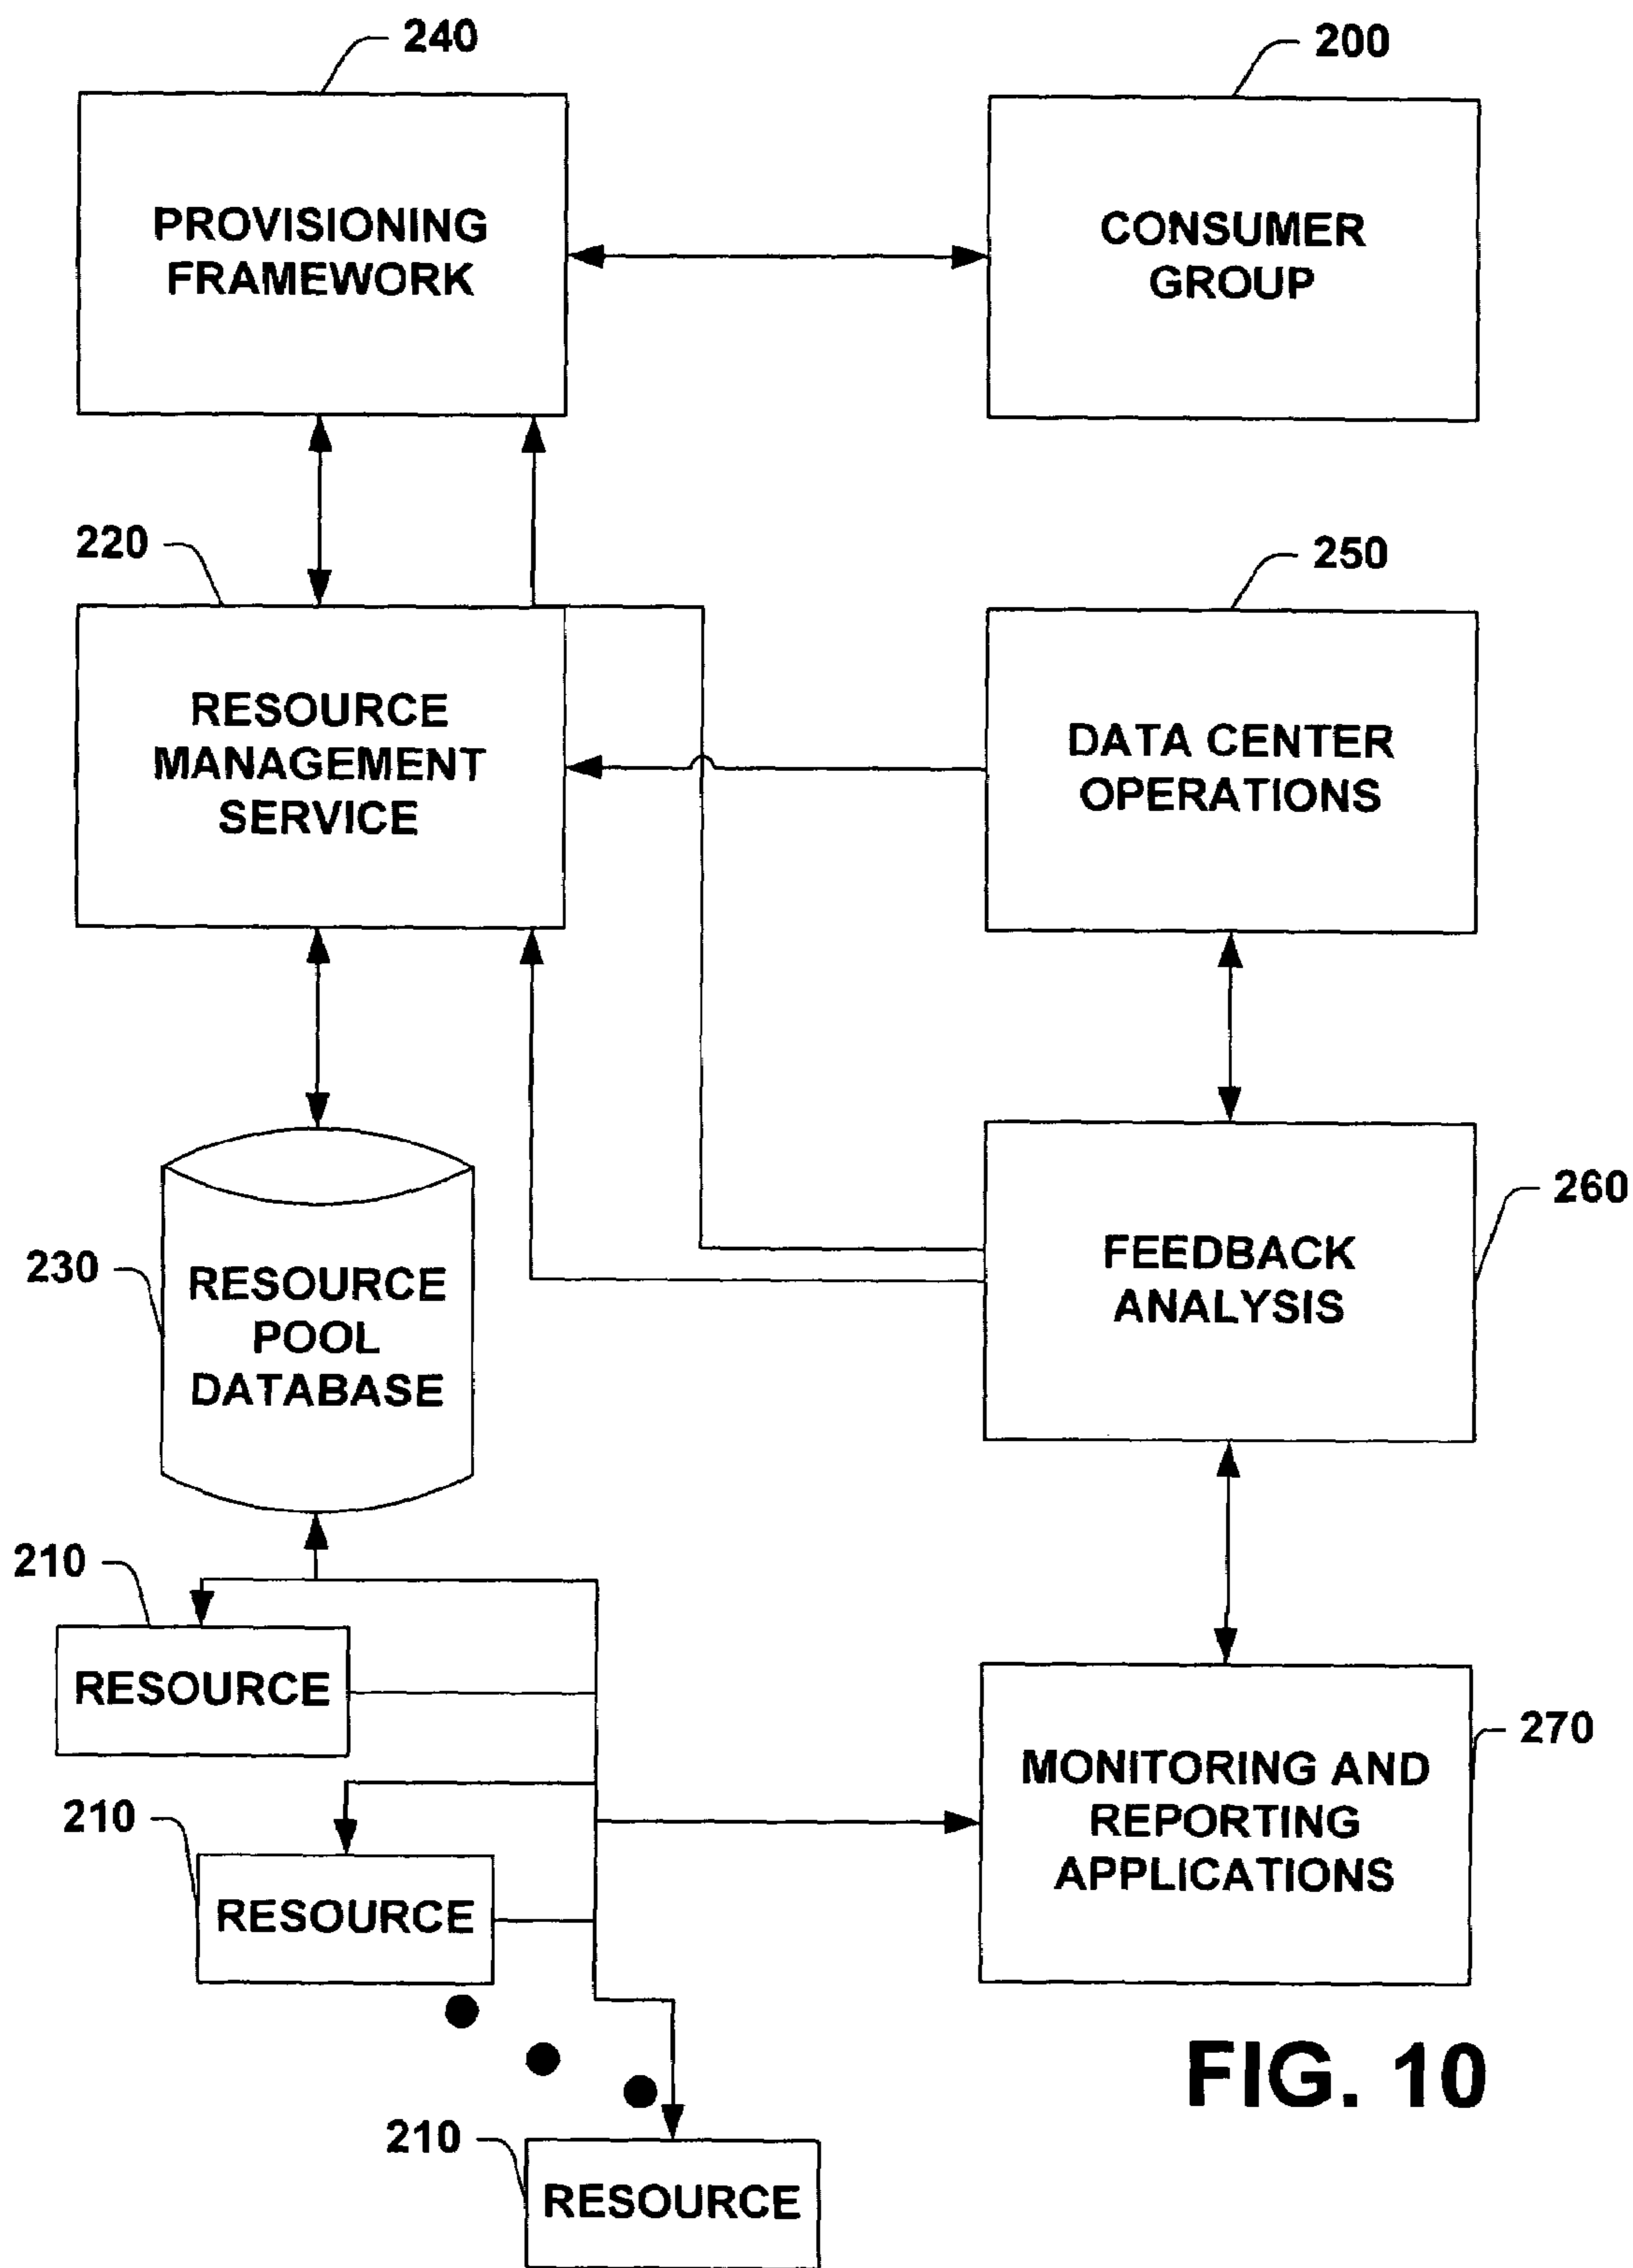 240
200
PROVISIONING
FRAMEWORK
CONSUMER
GROUP
220
250
RESOURCE
MANAGEMENT
SERVICE
DATA CENTER
OPERATIONS
260
230
RESOURCE
POOL
DATABASE
FEEDBACK
ANALYSIS
210
RESOURCE
270
MONITORING AND
REPORTING
APPLICATIONS
210
RESOURCE
210
RESOURCE
FIG. 10